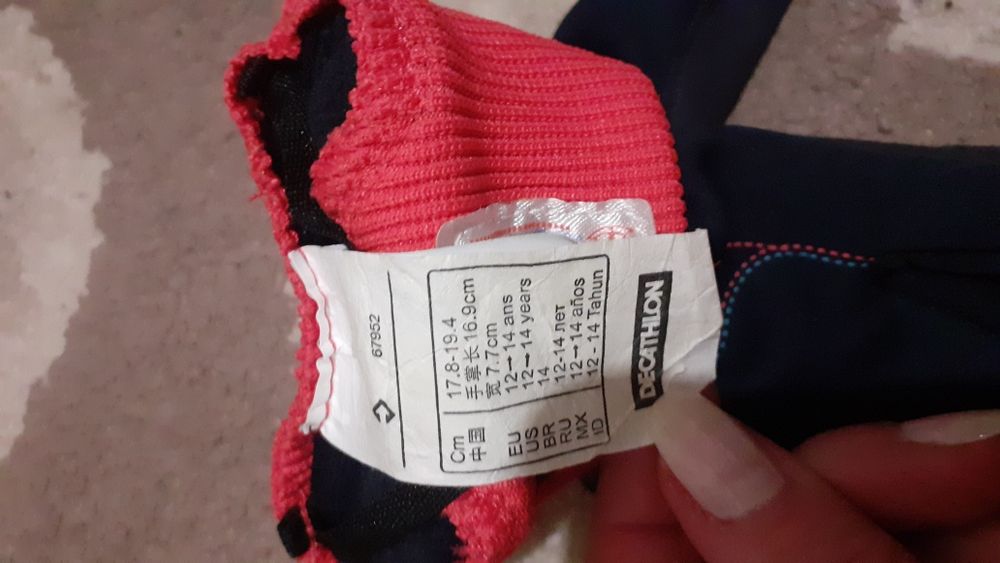 67952
Cm 17.8-19.4
中国 手掌长 16.9cm
宽 7.7cm
EU 12→14 ans
US 12→14 years
BR 14
RU 12-14 лет
MX 12→14 años
ID 12 - 14 Tahun
DECATHLON